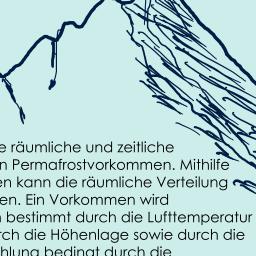 e räumliche und zeitliche
n Permafrostvorkommen. Mithilfe
en kann die räumliche Verteilung
en. Ein Vorkommen wird
n bestimmt durch die Lufttemperatur
rch die Höhenlage sowie durch die
hlung bedingt durch die